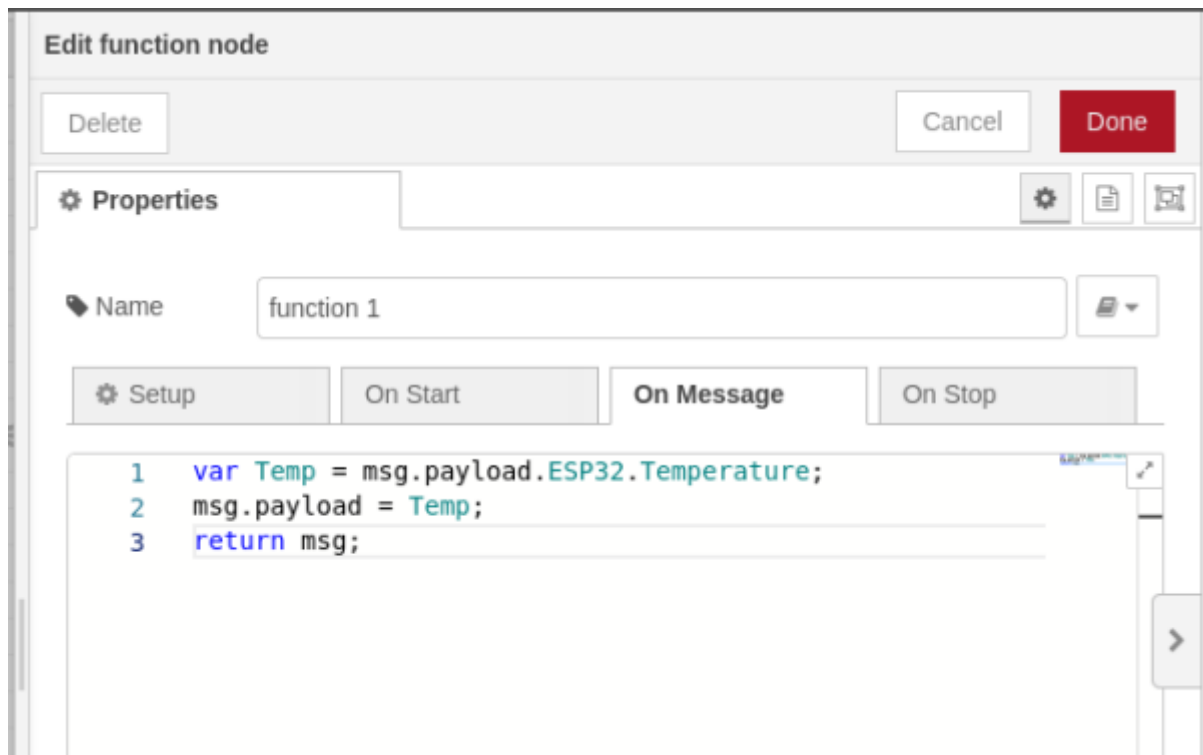 Edit function node
Delete
Cancel
Done
Properties
Name
function 1
Setup
On Start
On Message
On Stop
1 var Temp = msg.payload.ESP32.Temperature;
2 msg.payload = Temp;
3 return msg;